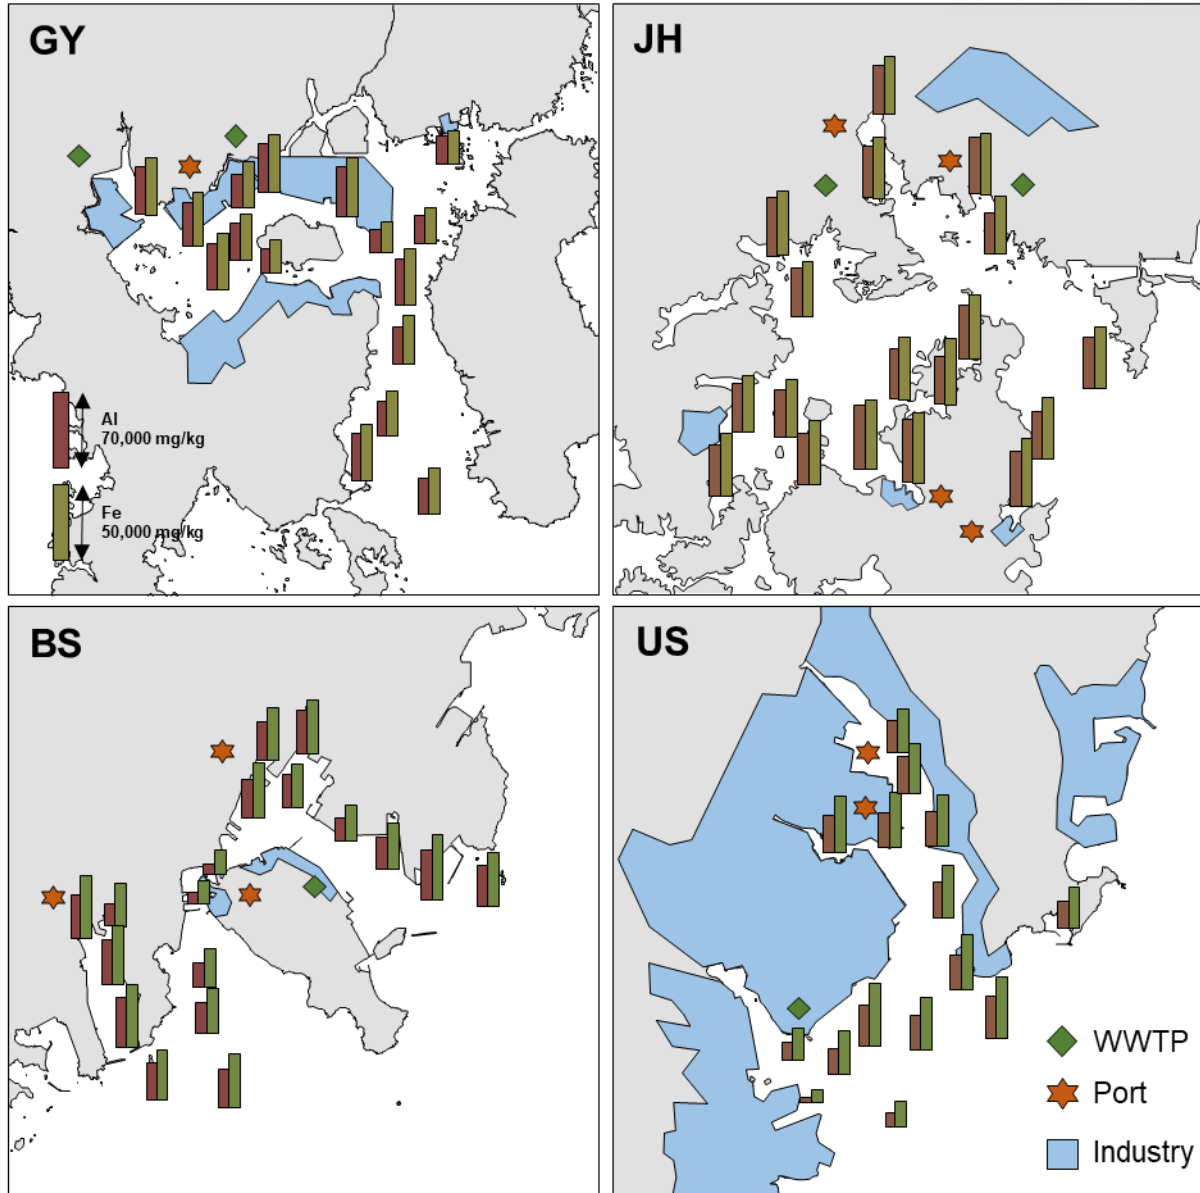 GY
JH
Al
70,000 mg/kg
Fe
50,000 mg/kg
BS
US
WWTP
Port
Industry